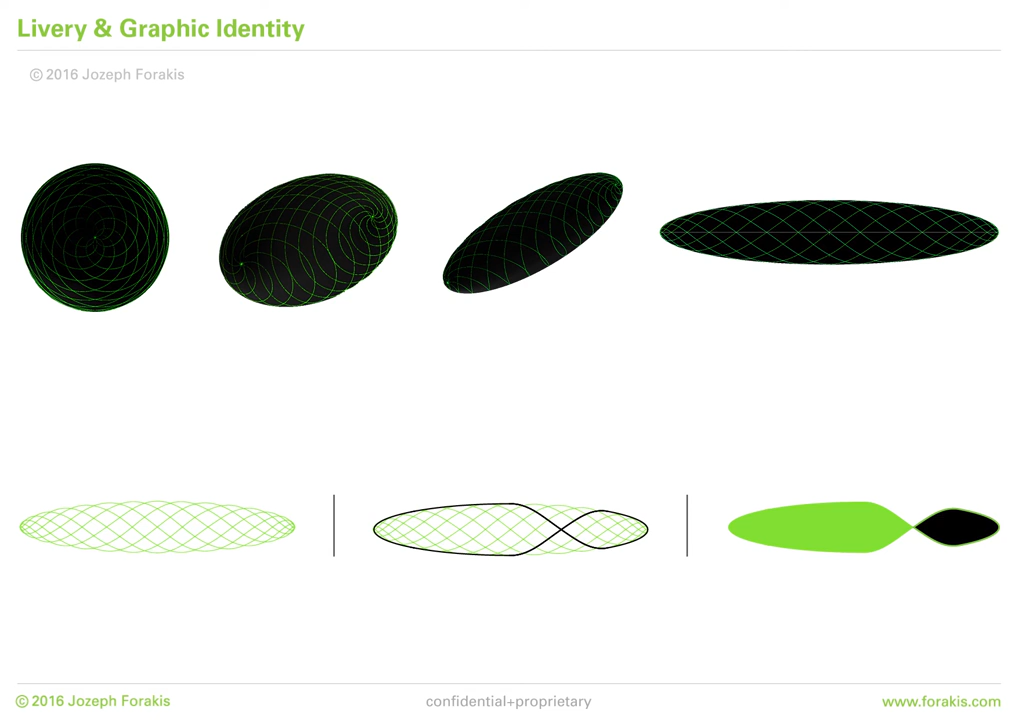 Livery & Graphic Identity
© 2016 Jozeph Forakis
© 2016 Jozeph Forakis
confidential+proprietary
www.forakis.com